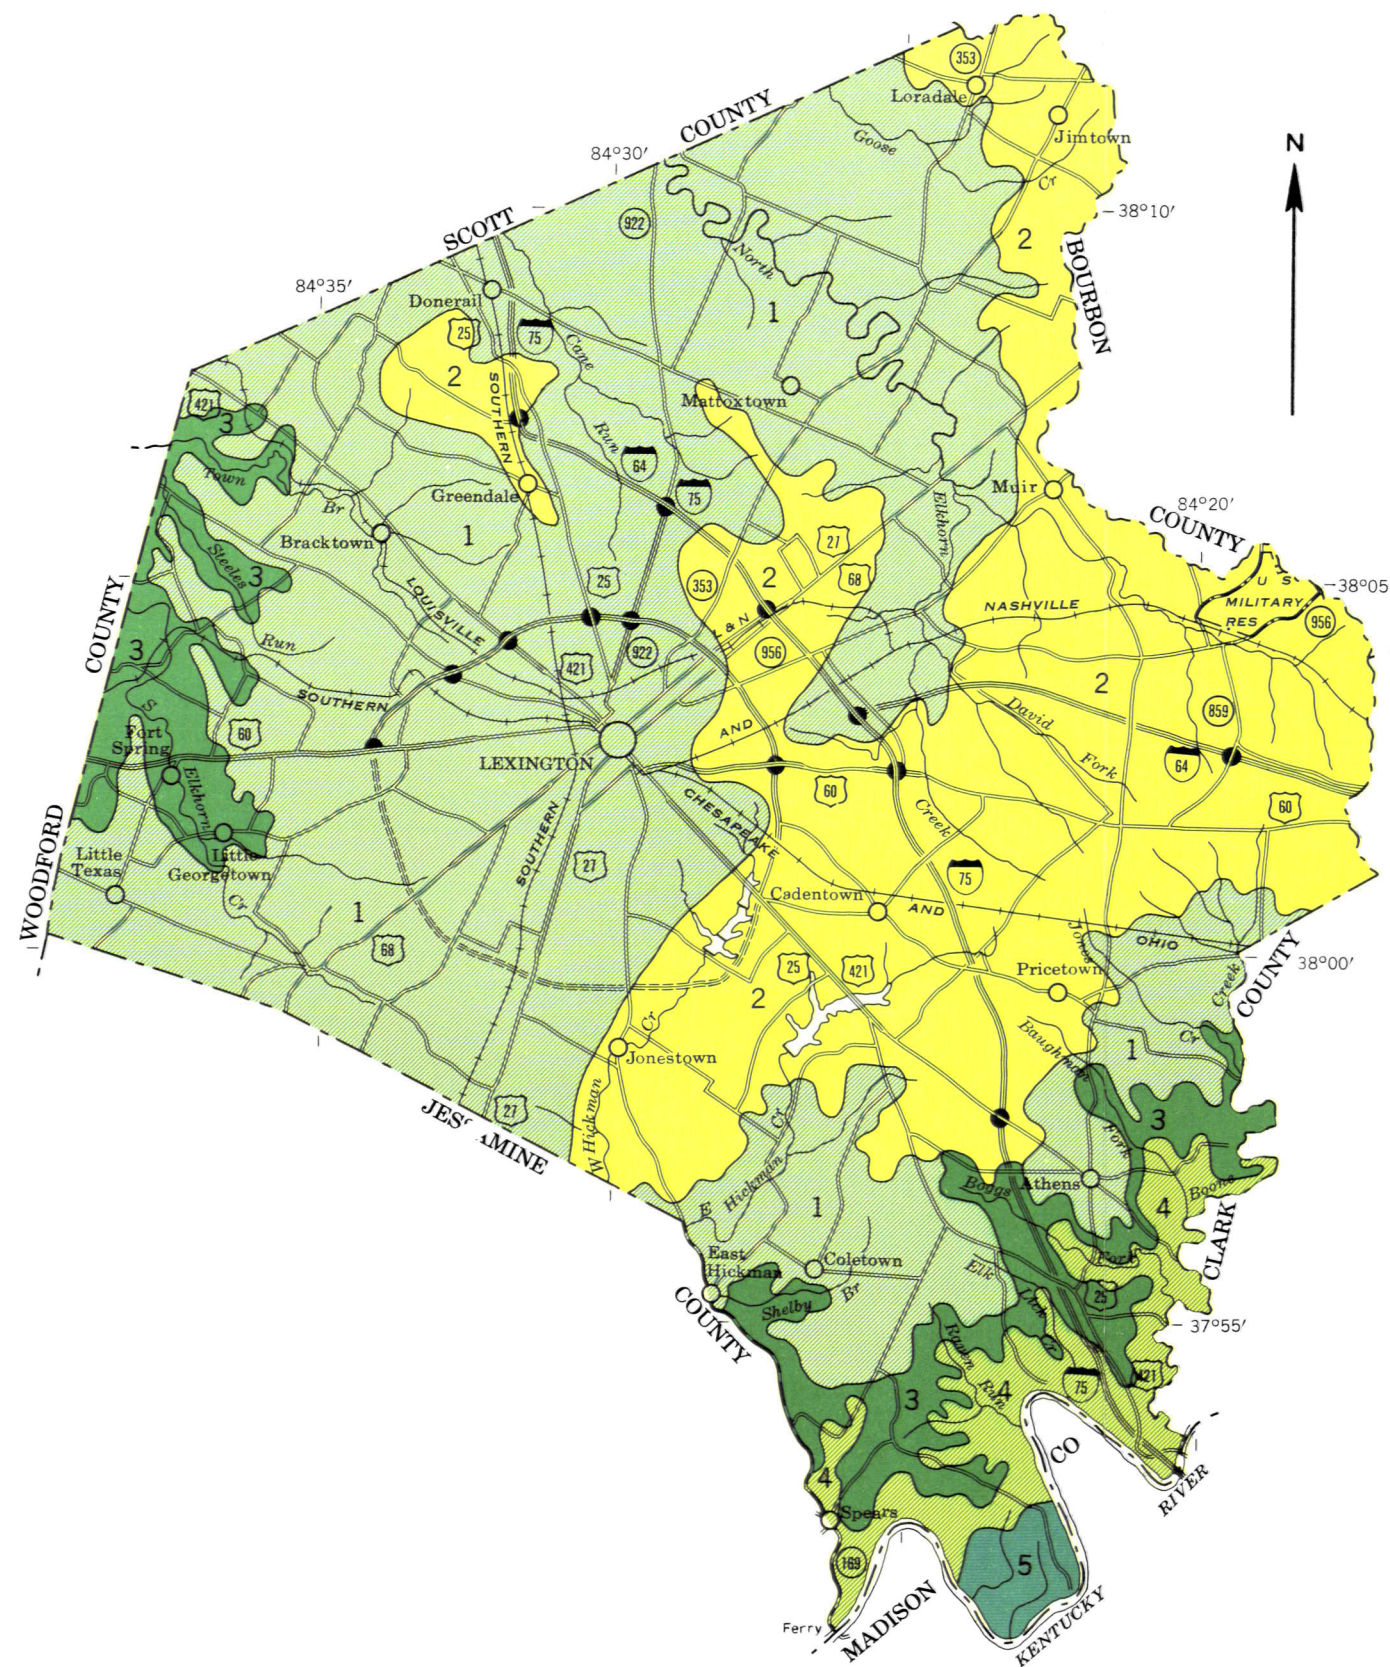 353
Loradale
Jimtown
COUNTY
Goose
Cr
84°30′
N
38°10′
SCOTT
922
2
BOURBON
North
84°35′
Donerail
25
75
1
Cane
2
SOUTHERN
Mattoxtown
421
3
Run
64
75
Town
Br
Greendale
Elkhorn
Muir
84°20′
COUNTY
Bracktown
1
27
Steeles
3
25
353
2
68
U S
MILITARY
RES
38°05
956
COUNTY
LOUISVILLE
NASHVILLE
L & N
3
Run
421
922
956
2
SOUTHERN
S
Fort
Spring
60
AND
David
859
LEXINGTON
Fork
64
Elkhorn
60
60
CHESAPEAKE
Creek
WOODFORD
Little
Texas
Little
Georgetown
SOUTHERN
27
75
Cadentown
AND
Cr
1
68
OHIO
Jones
25
421
Pricetown
38°00′
2
Creek
COUNTY
Cr
Jonestown
Baughman
Cr
1
27
JES AMINE
W Hickman
Cr
Fork
3
Boggs
Athens
Boone
4
E Hickman
1
CLARK
East
Hickman
Coletown
Fork
Elk
25
Shelby
Br
Lick
Cr
37°55′
COUNTY
Raven
Run
4
75
421
3
CO
4
RIVER
Spears
169
5
MADISON
KENTUCKY
Ferry